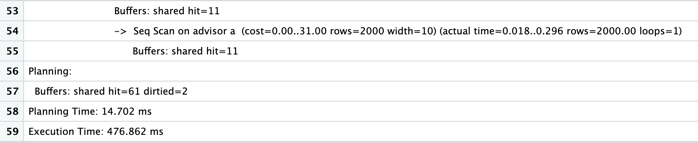 53 Buffers: shared hit=11
54 -> Seq Scan on advisor a (cost=0.00..31.00 rows=2000 width=10) (actual time=0.018..0.296 rows=2000.00 loops=1)
55 Buffers: shared hit=11
56 Planning:
57 Buffers: shared hit=61 dirtied=2
58 Planning Time: 14.702 ms
59 Execution Time: 476.862 ms